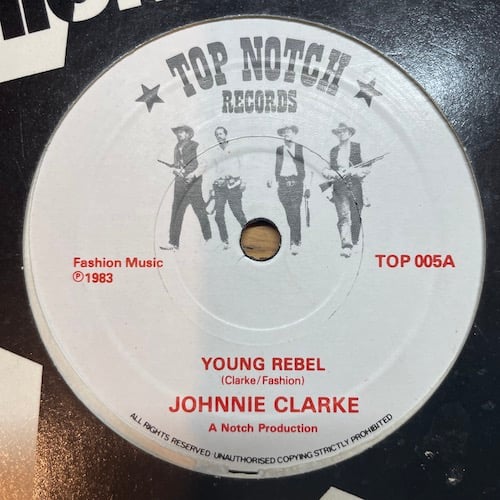 TOP NOTCH
RECORDS
Fashion Music
℗1983
TOP 005A
YOUNG REBEL
(Clarke/Fashion)
JOHNNIE CLARKE
A Notch Production
ALL RIGHTS RESERVED. UNAUTHORISED COPYING STRICTLY PROHIBITED